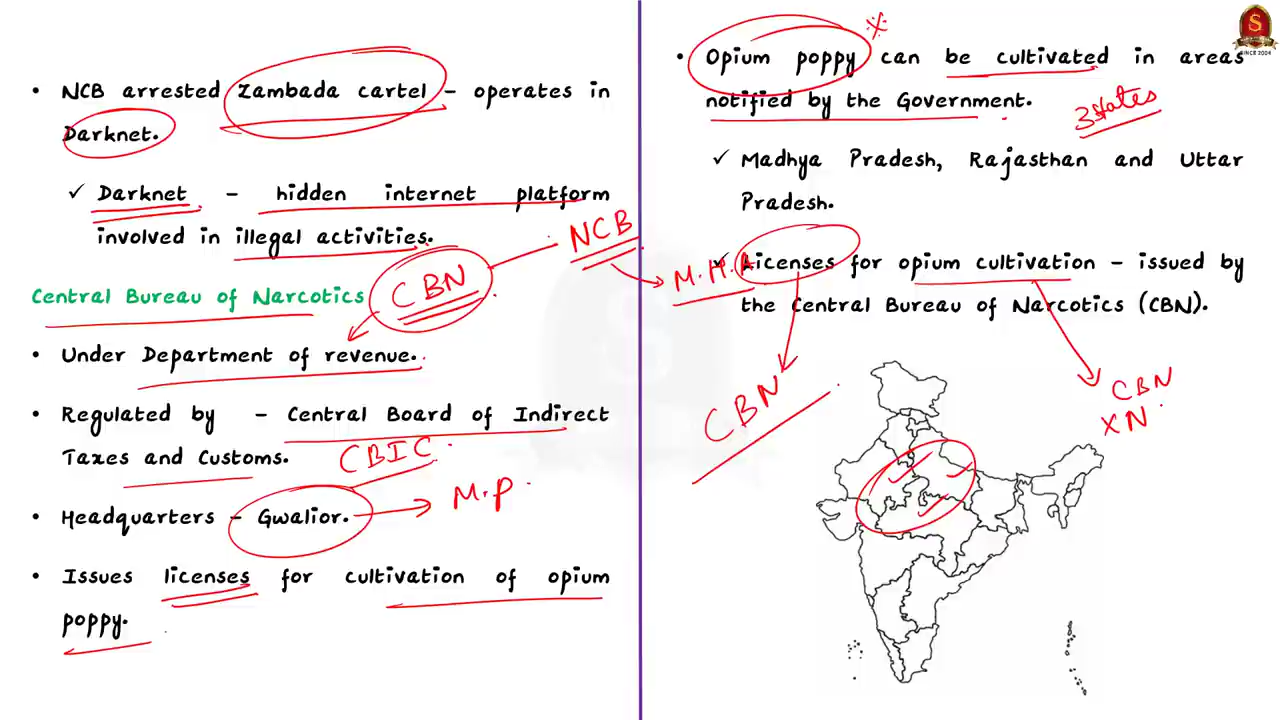 • NCB arrested Zambada cartel – operates in
Darknet.
✓ Darknet – hidden internet platform
involved in illegal activities.
NCB
CBN
M.H.A
Central Bureau of Narcotics
• Under Department of revenue.
• Regulated by – Central Board of Indirect
Taxes and Customs.
CBIC
• Headquarters – Gwalior.
M.P
• Issues licenses for cultivation of opium
poppy.
• Opium poppy can be cultivated in areas
notified by the Government.
3 States
✓ Madhya Pradesh, Rajasthan and Uttar
Pradesh.
✓ Licenses for opium cultivation – issued by
the Central Bureau of Narcotics (CBN).
CBN
CBN
XN
S
SINCE 2004